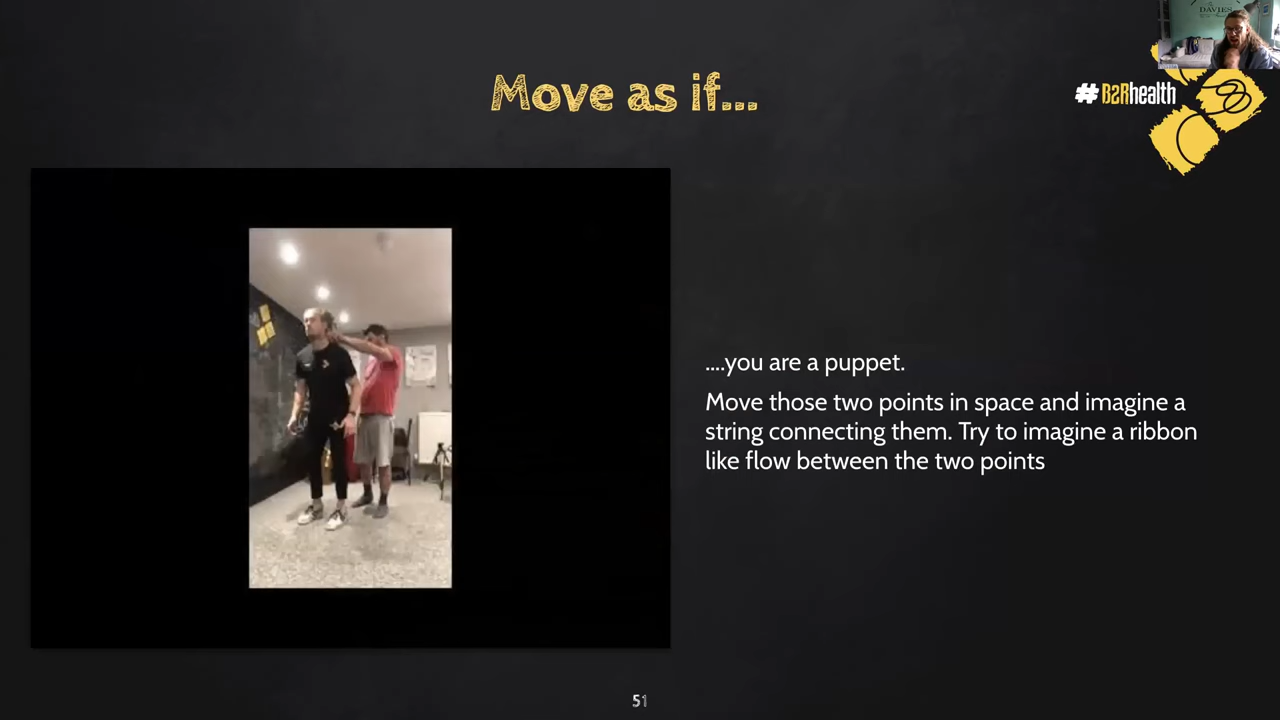 DAVIES
Move as if...
# B2Rhealth
....you are a puppet.
Move those two points in space and imagine a
string connecting them. Try to imagine a ribbon
like flow between the two points
51